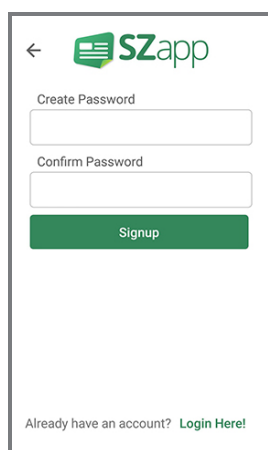 SZapp
Create Password
Confirm Password
Signup
Already have an account? Login Here!